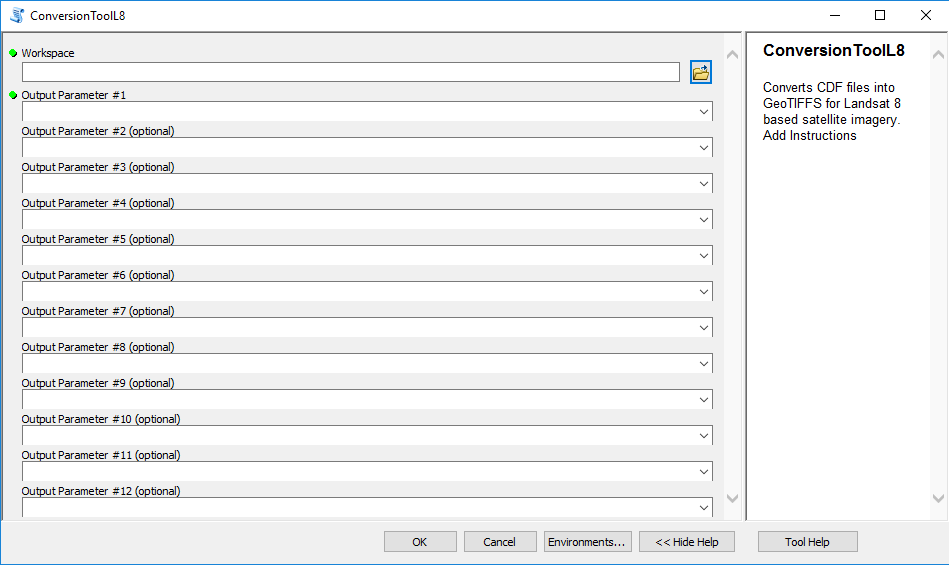 ConversionToolL8
Workspace
Output Parameter #1
Output Parameter #2 (optional)
Output Parameter #3 (optional)
Output Parameter #4 (optional)
Output Parameter #5 (optional)
Output Parameter #6 (optional)
Output Parameter #7 (optional)
Output Parameter #8 (optional)
Output Parameter #9 (optional)
Output Parameter #10 (optional)
Output Parameter #11 (optional)
Output Parameter #12 (optional)
ConversionToolL8
Converts CDF files into
GeoTIFFS for Landsat 8
based satellite imagery.
Add Instructions
OK
Cancel
Environments...
<< Hide Help
Tool Help